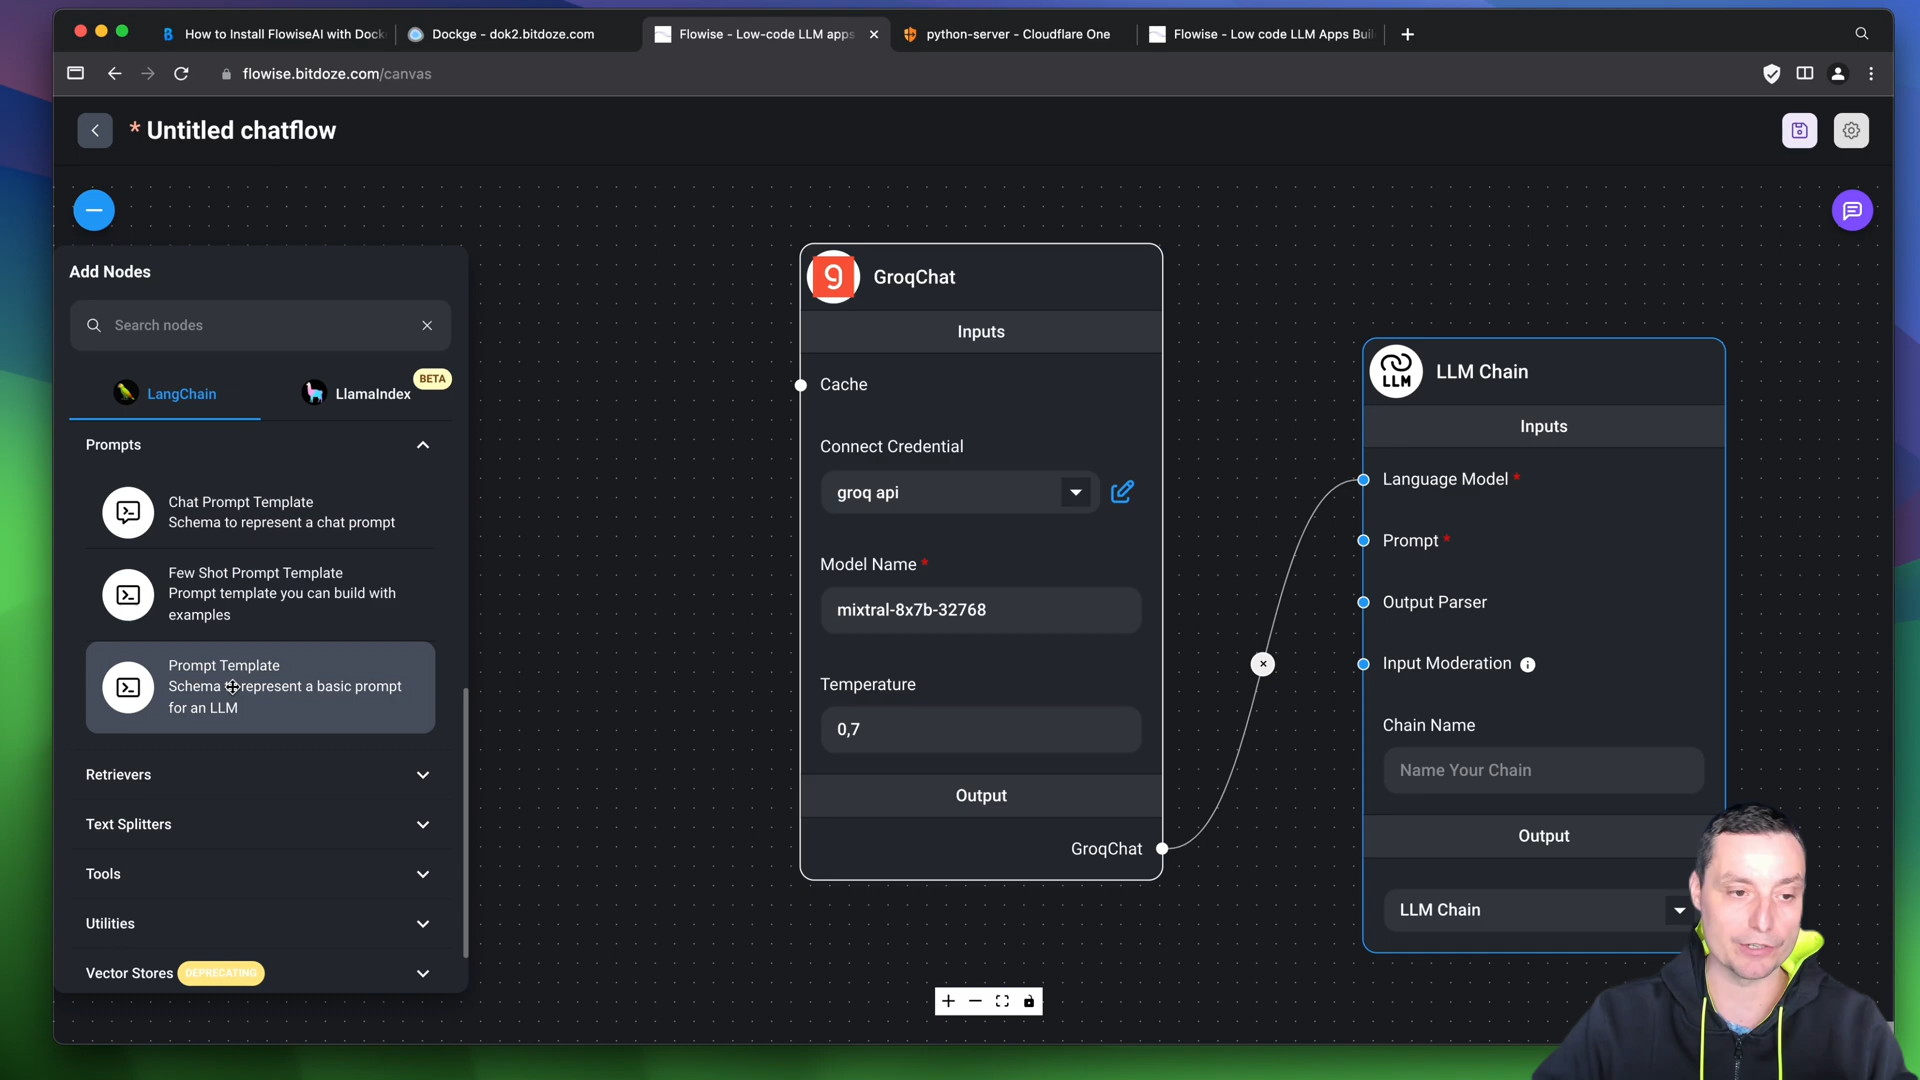 How to Install FlowiseAI with Dock
Dockge - dok2.bitdoze.com
Flowise - Low-code LLM apps
python-server - Cloudflare One
Flowise - Low code LLM Apps Buil
flowise.bitdoze.com/canvas
* Untitled chatflow
Add Nodes
Search nodes
LangChain
LlamaIndex
BETA
Prompts
Chat Prompt Template
Schema to represent a chat prompt
Few Shot Prompt Template
Prompt template you can build with
examples
Prompt Template
Schema to represent a basic prompt
for an LLM
Retrievers
Text Splitters
Tools
Utilities
Vector Stores DEPRECATING
GroqChat
Inputs
Cache
Connect Credential
groq api
Model Name *
mixtral-8x7b-32768
Temperature
0,7
Output
GroqChat
LLM
LLM Chain
Inputs
Language Model *
Prompt *
Output Parser
Input Moderation
Chain Name
Name Your Chain
Output
LLM Chain